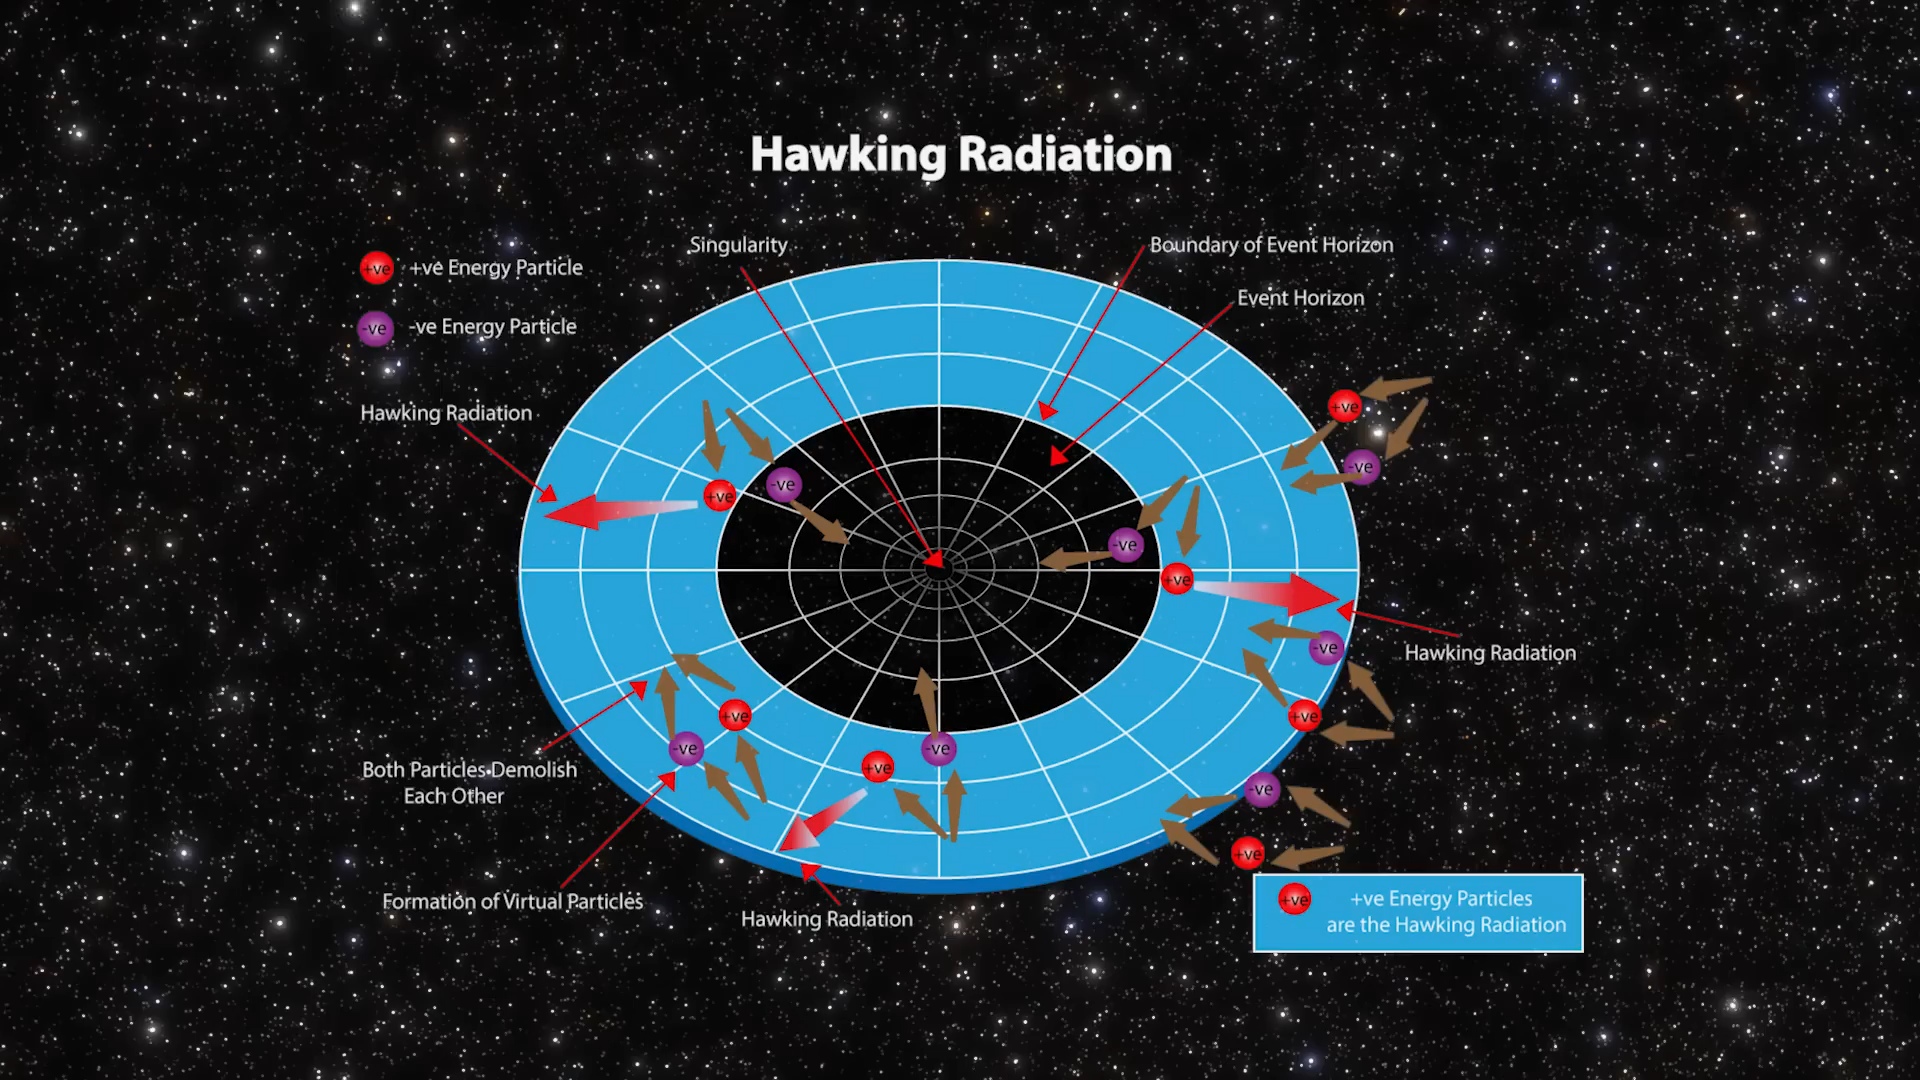 Hawking Radiation
Singularity
Boundary of Event Horizon
+ve +ve Energy Particle
Event Horizon
-ve -ve Energy Particle
Hawking Radiation
+ve
-ve
-ve
+ve
-ve
+ve
Hawking Radiation
-ve
+ve
-ve
+ve
+ve
-ve
+ve
-ve
Both Particles Demolish
Each Other
-ve
+ve
Formation of Virtual Particles
Hawking Radiation
+ve +ve Energy Particles
are the Hawking Radiation